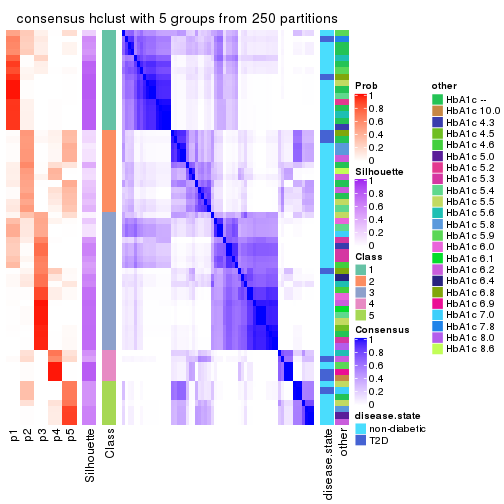 consensus hclust with 5 groups from 250 partitions
p1
p2
p3
p4
p5
Silhouette
Class
disease.state
other
Prob
1
0.8
0.6
0.4
0.2
0
Silhouette
1
0.8
0.6
0.4
0.2
0
Class
1
2
3
4
5
Consensus
1
0.8
0.6
0.4
0.2
0
disease.state
non-diabetic
T2D
other
HbA1c --
HbA1c 10.0
HbA1c 4.3
HbA1c 4.5
HbA1c 4.6
HbA1c 5.0
HbA1c 5.2
HbA1c 5.3
HbA1c 5.4
HbA1c 5.5
HbA1c 5.6
HbA1c 5.8
HbA1c 5.9
HbA1c 6.0
HbA1c 6.1
HbA1c 6.2
HbA1c 6.4
HbA1c 6.8
HbA1c 6.9
HbA1c 7.0
HbA1c 7.8
HbA1c 8.0
HbA1c 8.6